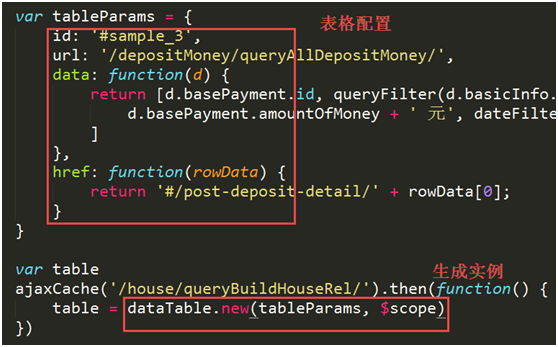 var tableParams = {
表格配置
id: '#sample_3',
url: '/depositMoney/queryAllDepositMoney/',
data: function(d) {
return [d.basePayment.id, queryFilter(d.basicInfo.
d.basePayment.amountOfMoney + ' 元', dateFilte
]
},
href: function(rowData) {
return '#/post-deposit-detail/' + rowData[0];
}
}
var table
生成实例
ajaxCache('/house/queryBuildHouseRel/').then(function() {
table = dataTable.new(tableParams, $scope)
})